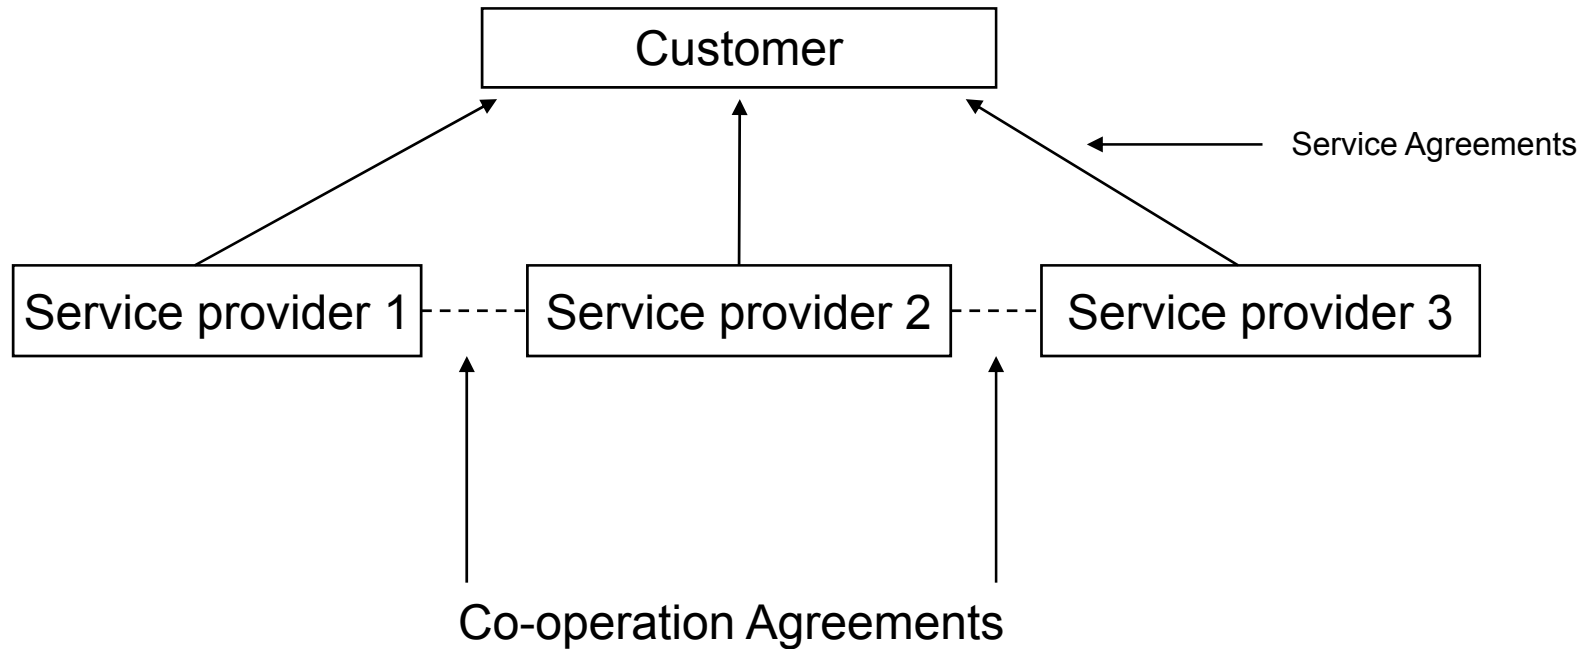 Customer
Service Agreements
Service provider 1
Service provider 2
Service provider 3
Co-operation Agreements